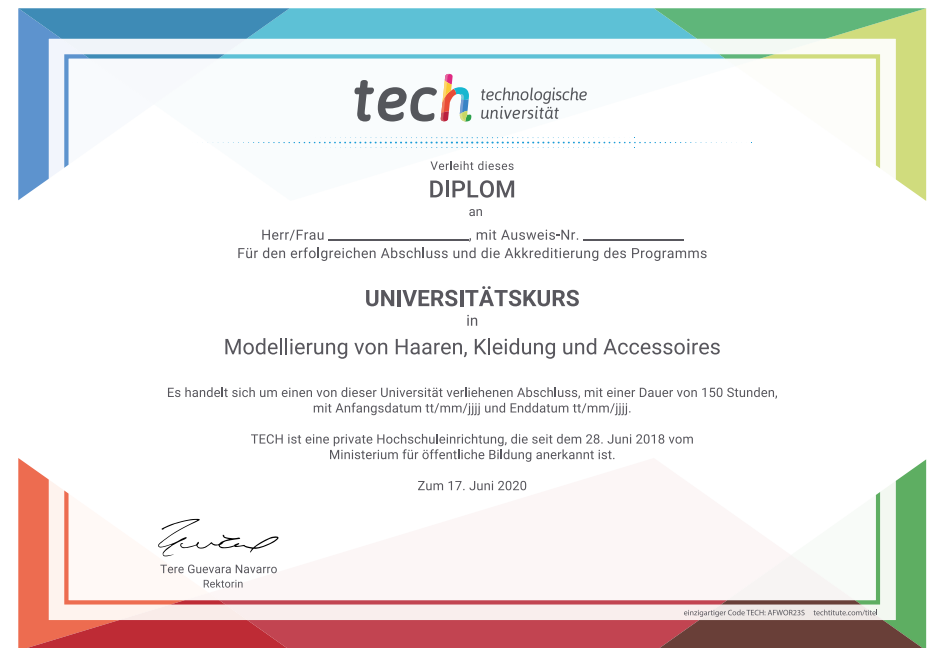 tech technologische
universität
Verleiht dieses
DIPLOM
an
Herr/Frau ____________________, mit Ausweis-Nr. ______________
Für den erfolgreichen Abschluss und die Akkreditierung des Programms
UNIVERSITÄTSKURS
in
Modellierung von Haaren, Kleidung und Accessoires
Es handelt sich um einen von dieser Universität verliehenen Abschluss, mit einer Dauer von 150 Stunden,
mit Anfangsdatum tt/mm/jjjj und Enddatum tt/mm/jjjj.
TECH ist eine private Hochschuleinrichtung, die seit dem 28. Juni 2018 vom
Ministerium für öffentliche Bildung anerkannt ist.
Zum 17. Juni 2020
Tere Guevara Navarro
Rektorin
einzigartiger Code TECH: AFWOR23S techtitute.com/titel